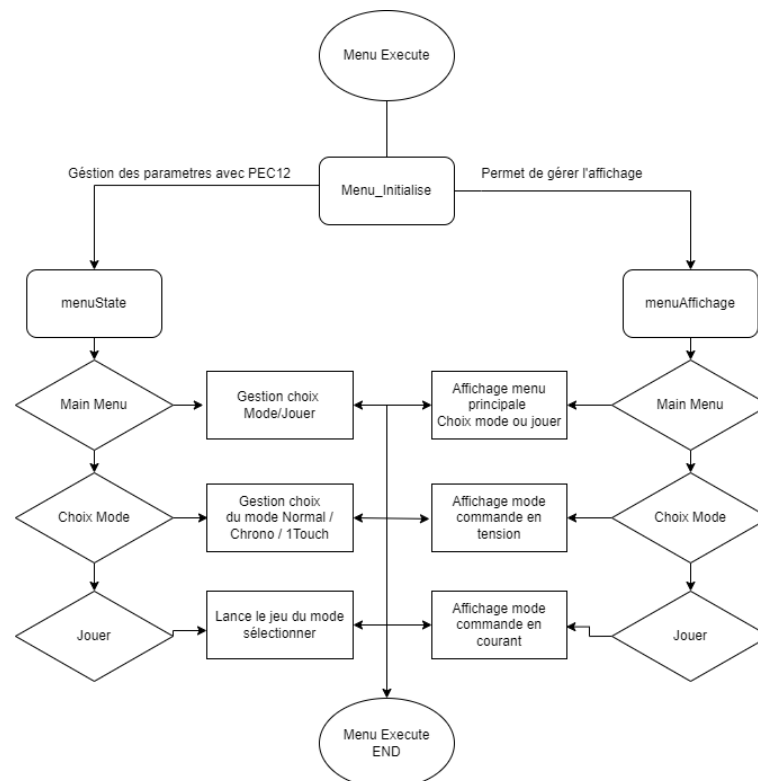 Menu Execute
Géstion des parametres avec PEC12
Menu_Initialise
Permet de gérer l'affichage
menuState
menuAffichage
Main Menu
Gestion choix
Mode/Jouer
Affichage menu
principale
Choix mode ou jouer
Main Menu
Choix Mode
Gestion choix
du mode Normal /
Chrono / 1Touch
Affichage mode
commande en
tension
Choix Mode
Jouer
Lance le jeu du mode
sélectionner
Affichage mode
commande en
courant
Jouer
Menu Execute
END